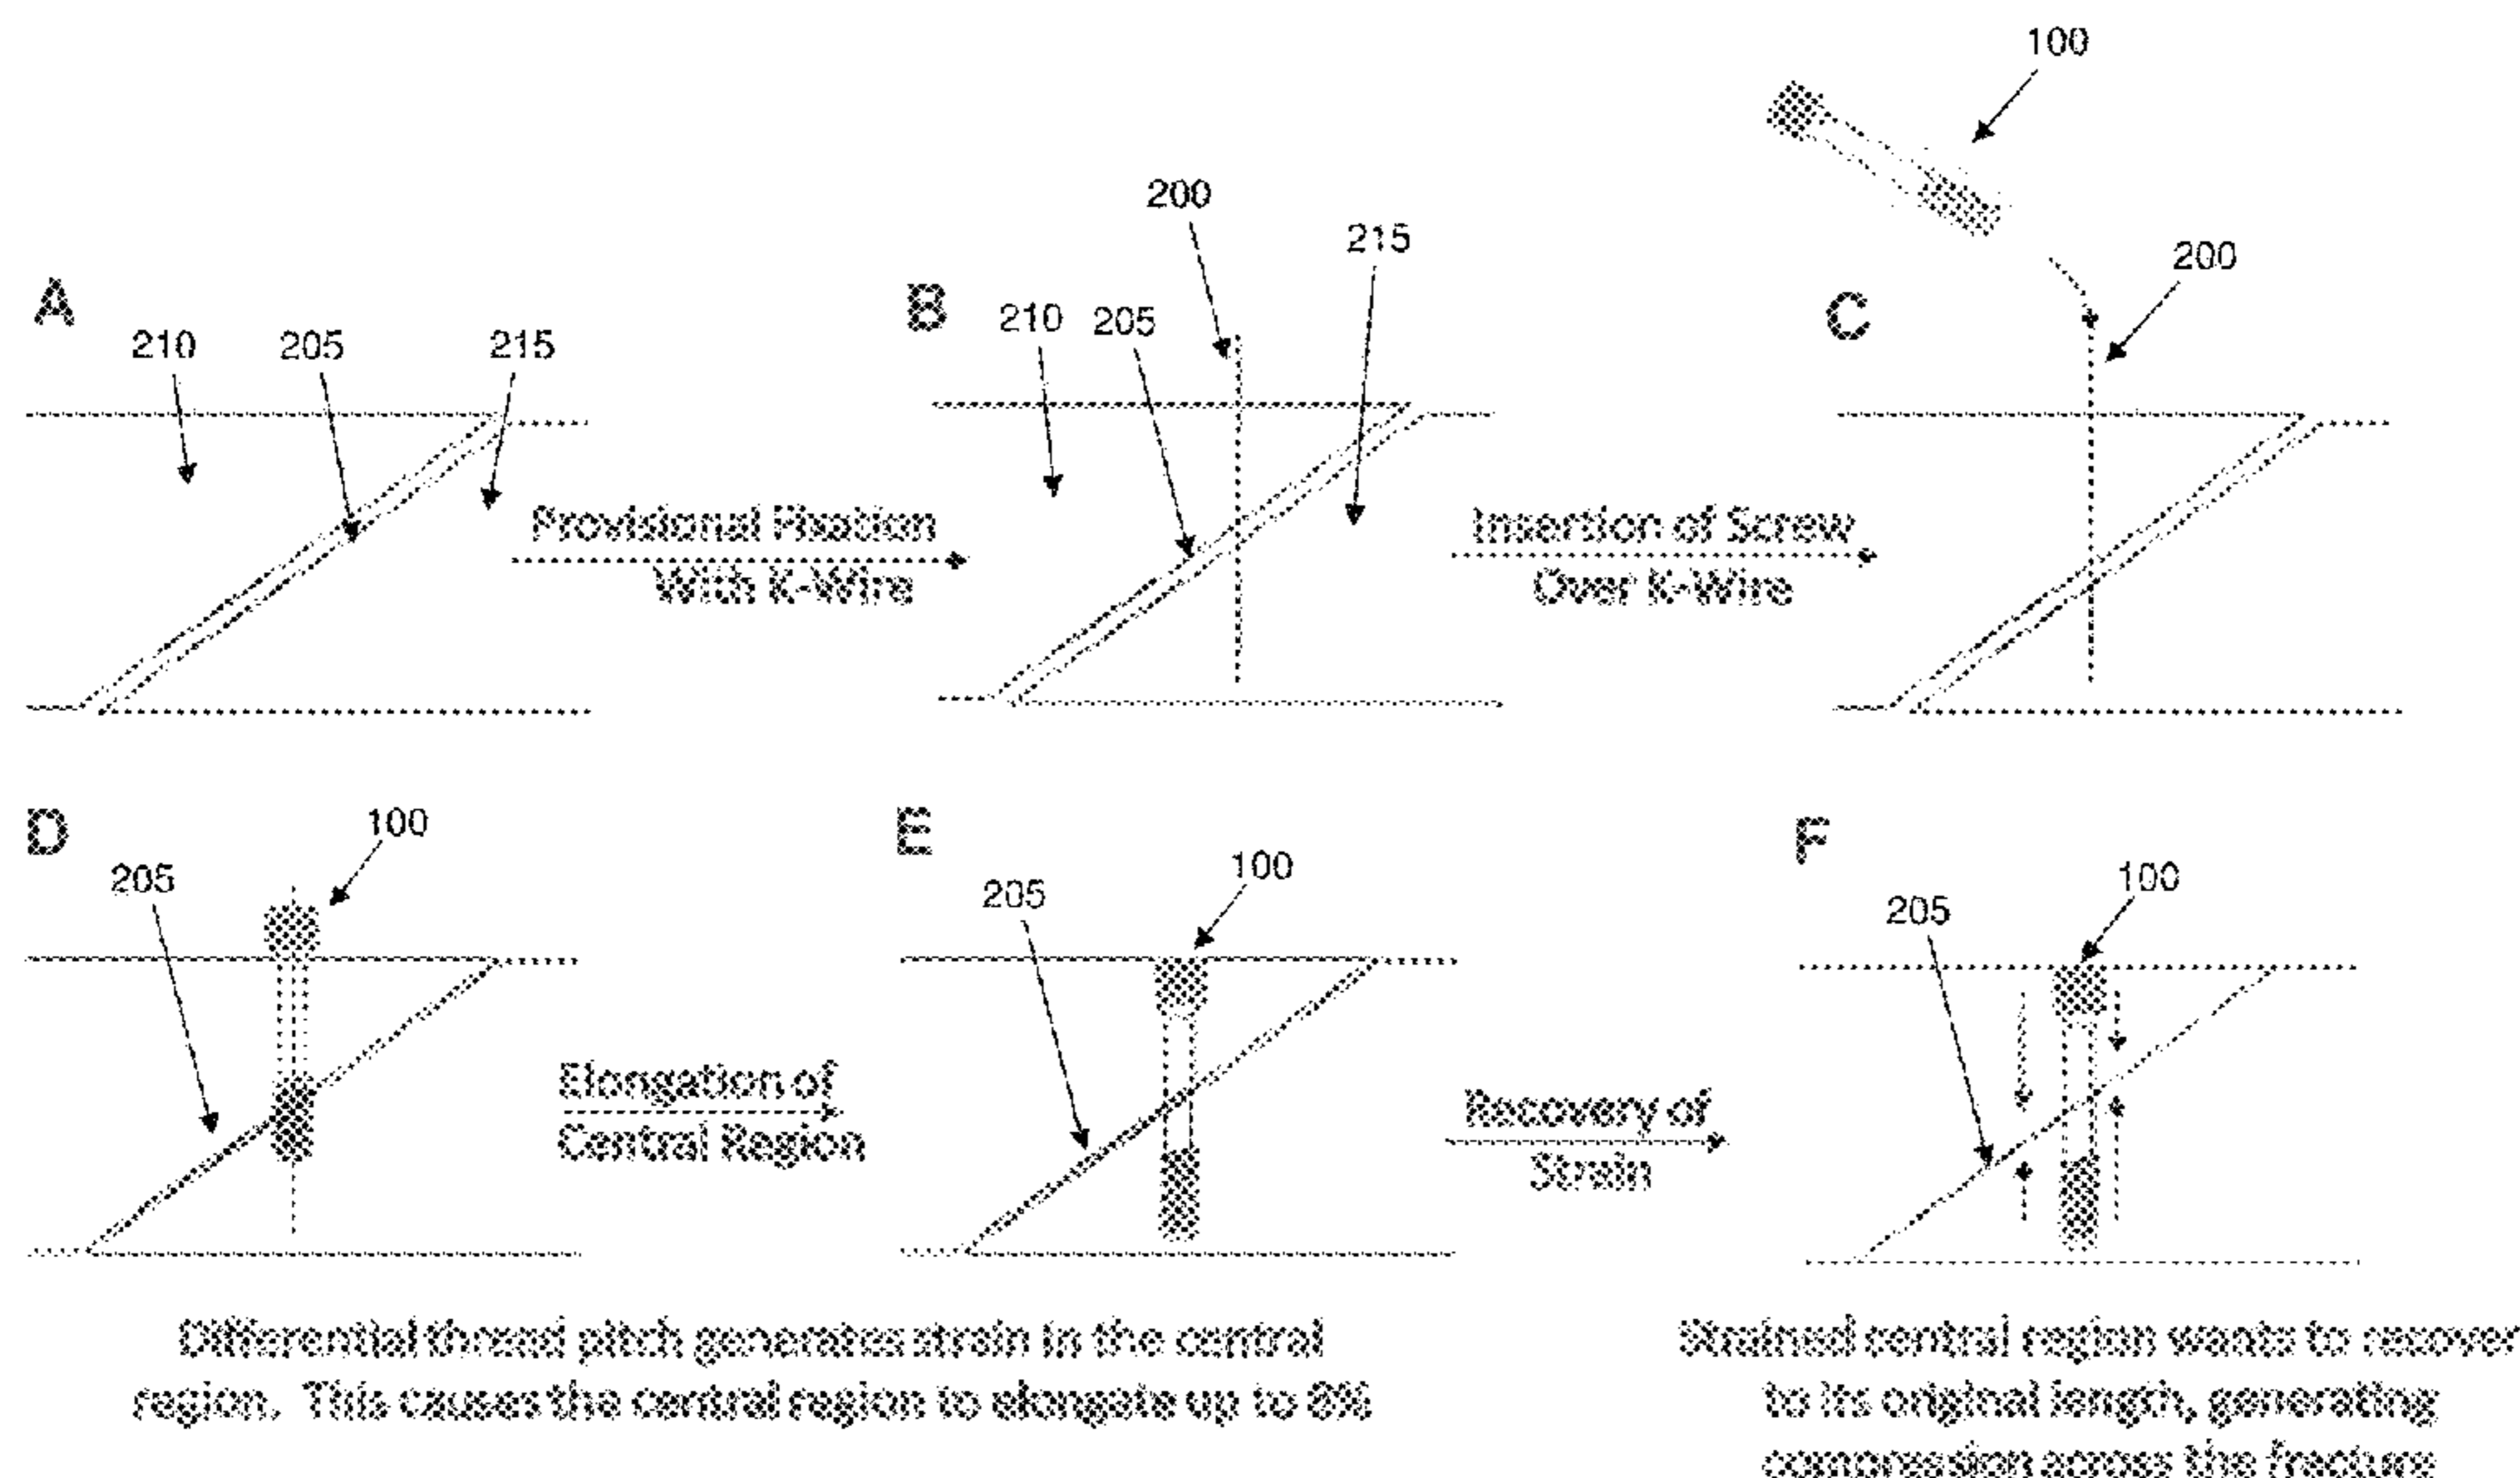 100
200
215
200
A
210
205
215
B
210
205
C
Provisional Fixation
With K-Wire
Insertion of Screw
Over K-Wire
D
100
205
E
100
205
F
100
205
Elongation of
Central Region
Recovery of
Strain
Differential thread pitch generates strain in the central
region. This causes the central region to elongate up to 8%
Strained central region wants to recover
to its original length, generating
compression across the fracture